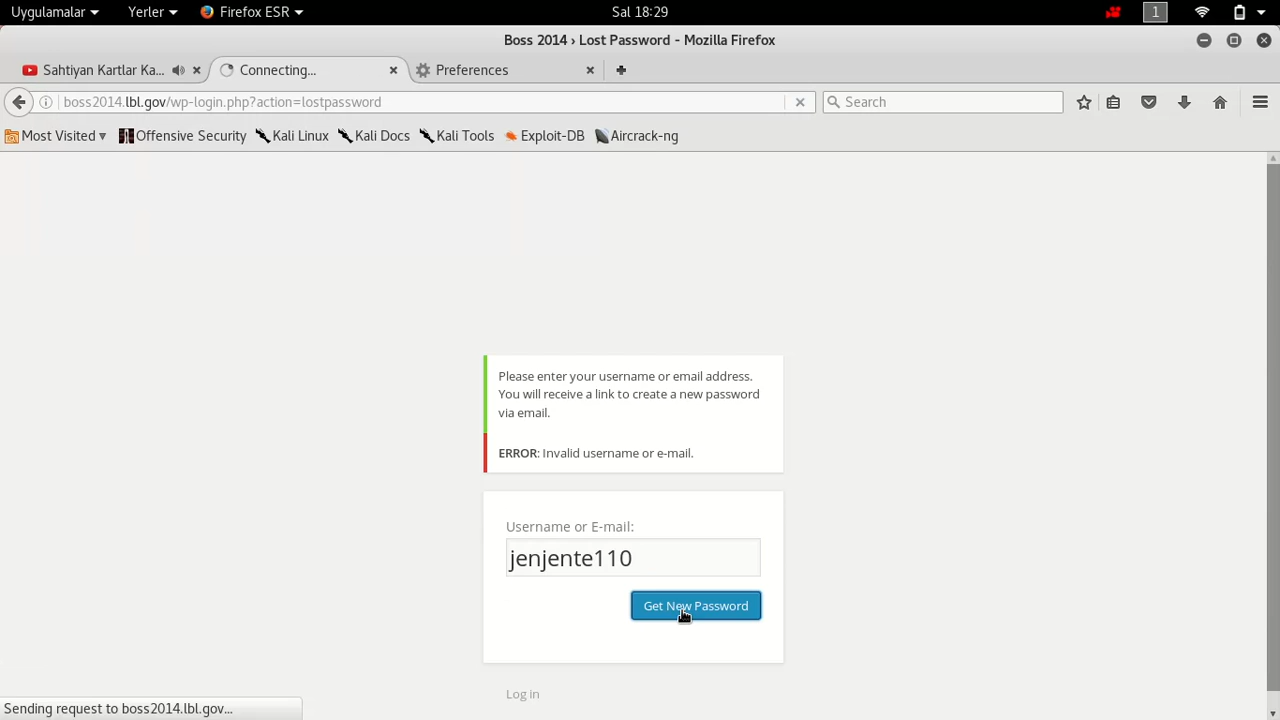 Uygulamalar Yerler Firefox ESR Sal 18:29 1
Boss 2014 › Lost Password - Mozilla Firefox
Sahtiyan Kartlar Ka... Connecting... Preferences
boss2014.lbl.gov/wp-login.php?action=lostpassword Search
Most Visited Offensive Security Kali Linux Kali Docs Kali Tools Exploit-DB Aircrack-ng
Please enter your username or email address.
You will receive a link to create a new password
via email.
ERROR: Invalid username or e-mail.
Username or E-mail:
jenjente110
Get New Password
Log in
Sending request to boss2014.lbl.gov...